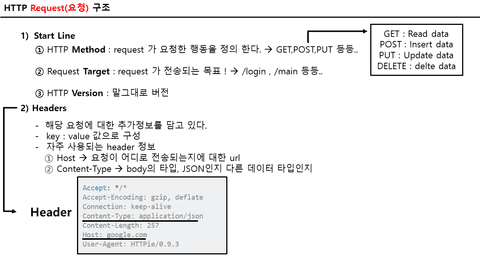 HTTP Request(요청) 구조
1) Start Line
① HTTP Method : request 가 요청한 행동을 정의 한다. → GET,POST,PUT 등등..
GET : Read data
POST : Insert data
PUT : Update data
DELETE : delte data
② Request Target : request 가 전송되는 목표 ! → /login , /main 등등..
③ HTTP Version : 말그대로 버전
2) Headers
- 해당 요청에 대한 추가정보를 담고 있다.
- key : value 값으로 구성
- 자주 사용되는 header 정보
① Host → 요청이 어디로 전송되는지에 대한 url
② Content-Type → body의 타입, JSON인지 다른 데이터 타입인지
Header
Accept: */*
Accept-Encoding: gzip, deflate
Connection: keep-alive
Content-Type: application/json
Content-Length: 257
Host: google.com
User-Agent: HTTPie/0.9.3